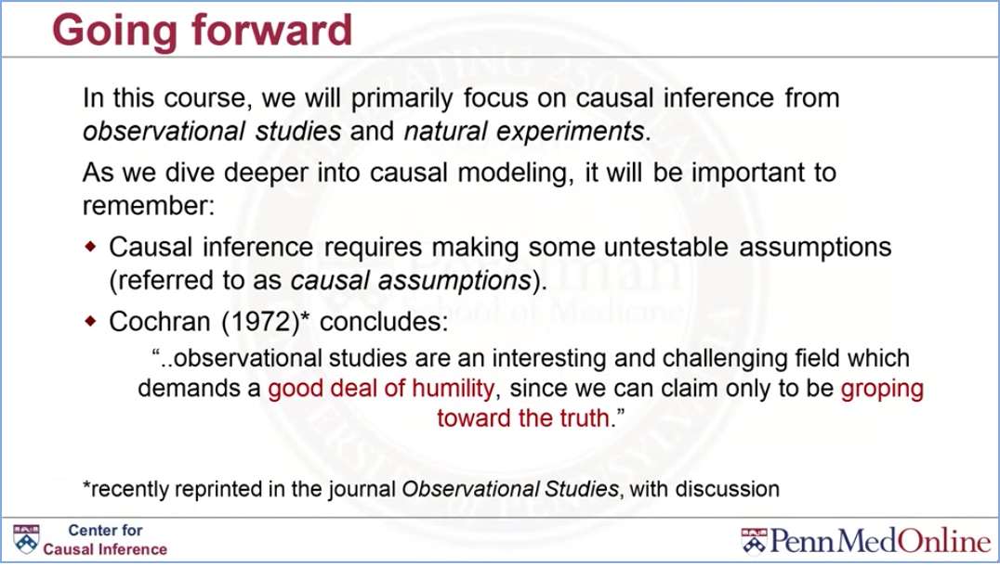 Going forward
In this course, we will primarily focus on causal inference from
observational studies and natural experiments.
As we dive deeper into causal modeling, it will be important to
remember:
Causal inference requires making some untestable assumptions
(referred to as causal assumptions).
Cochran (1972)* concludes:
“..observational studies are an interesting and challenging field which
demands a good deal of humility, since we can claim only to be groping
toward the truth.”
*recently reprinted in the journal Observational Studies, with discussion
Center for
Causal Inference
PennMedOnline